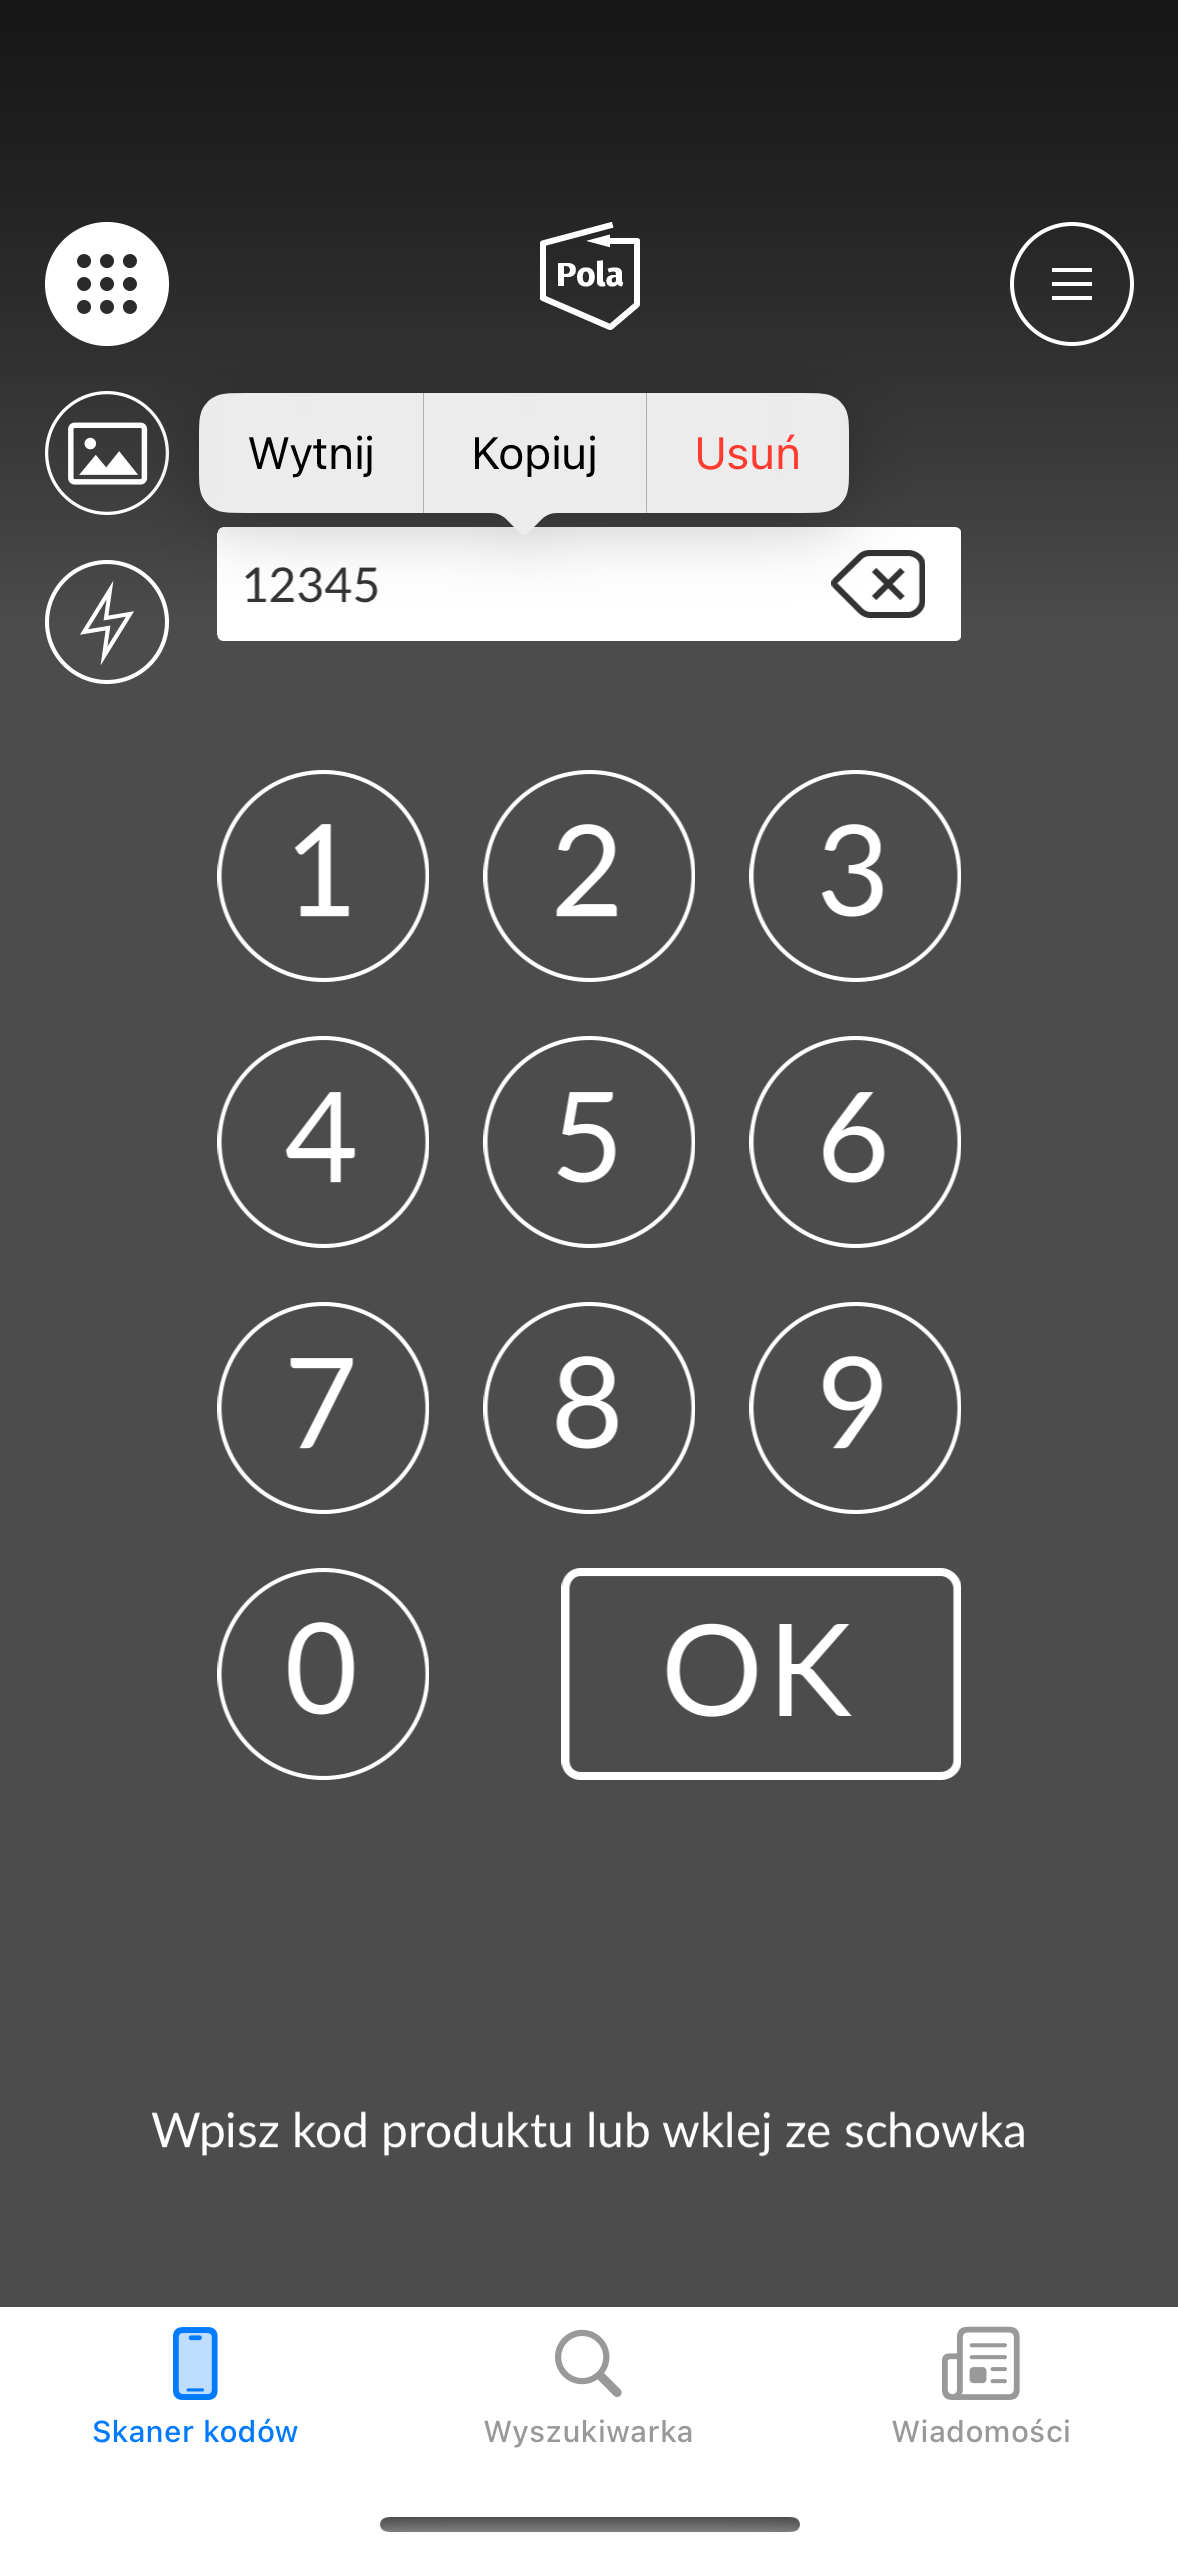 Pola
Wytnij Kopiuj Usuń
12345
1 2 3
4 5 6
7 8 9
0 OK
Wpisz kod produktu lub wklej ze schowka
Skaner kodów Wyszukiwarka Wiadomości